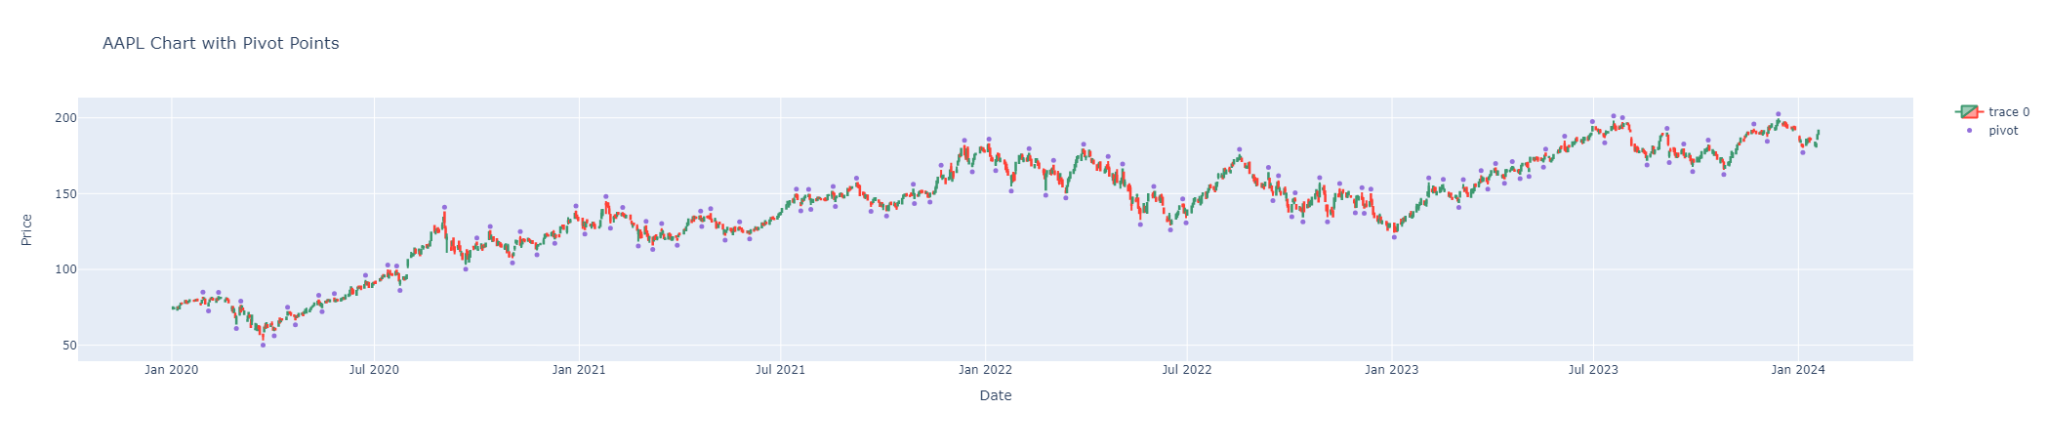 AAPL Chart with Pivot Points
200
150
100
50
Price
Jan 2020 Jul 2020 Jan 2021 Jul 2021 Jan 2022 Jul 2022 Jan 2023 Jul 2023 Jan 2024
Date
trace 0
pivot